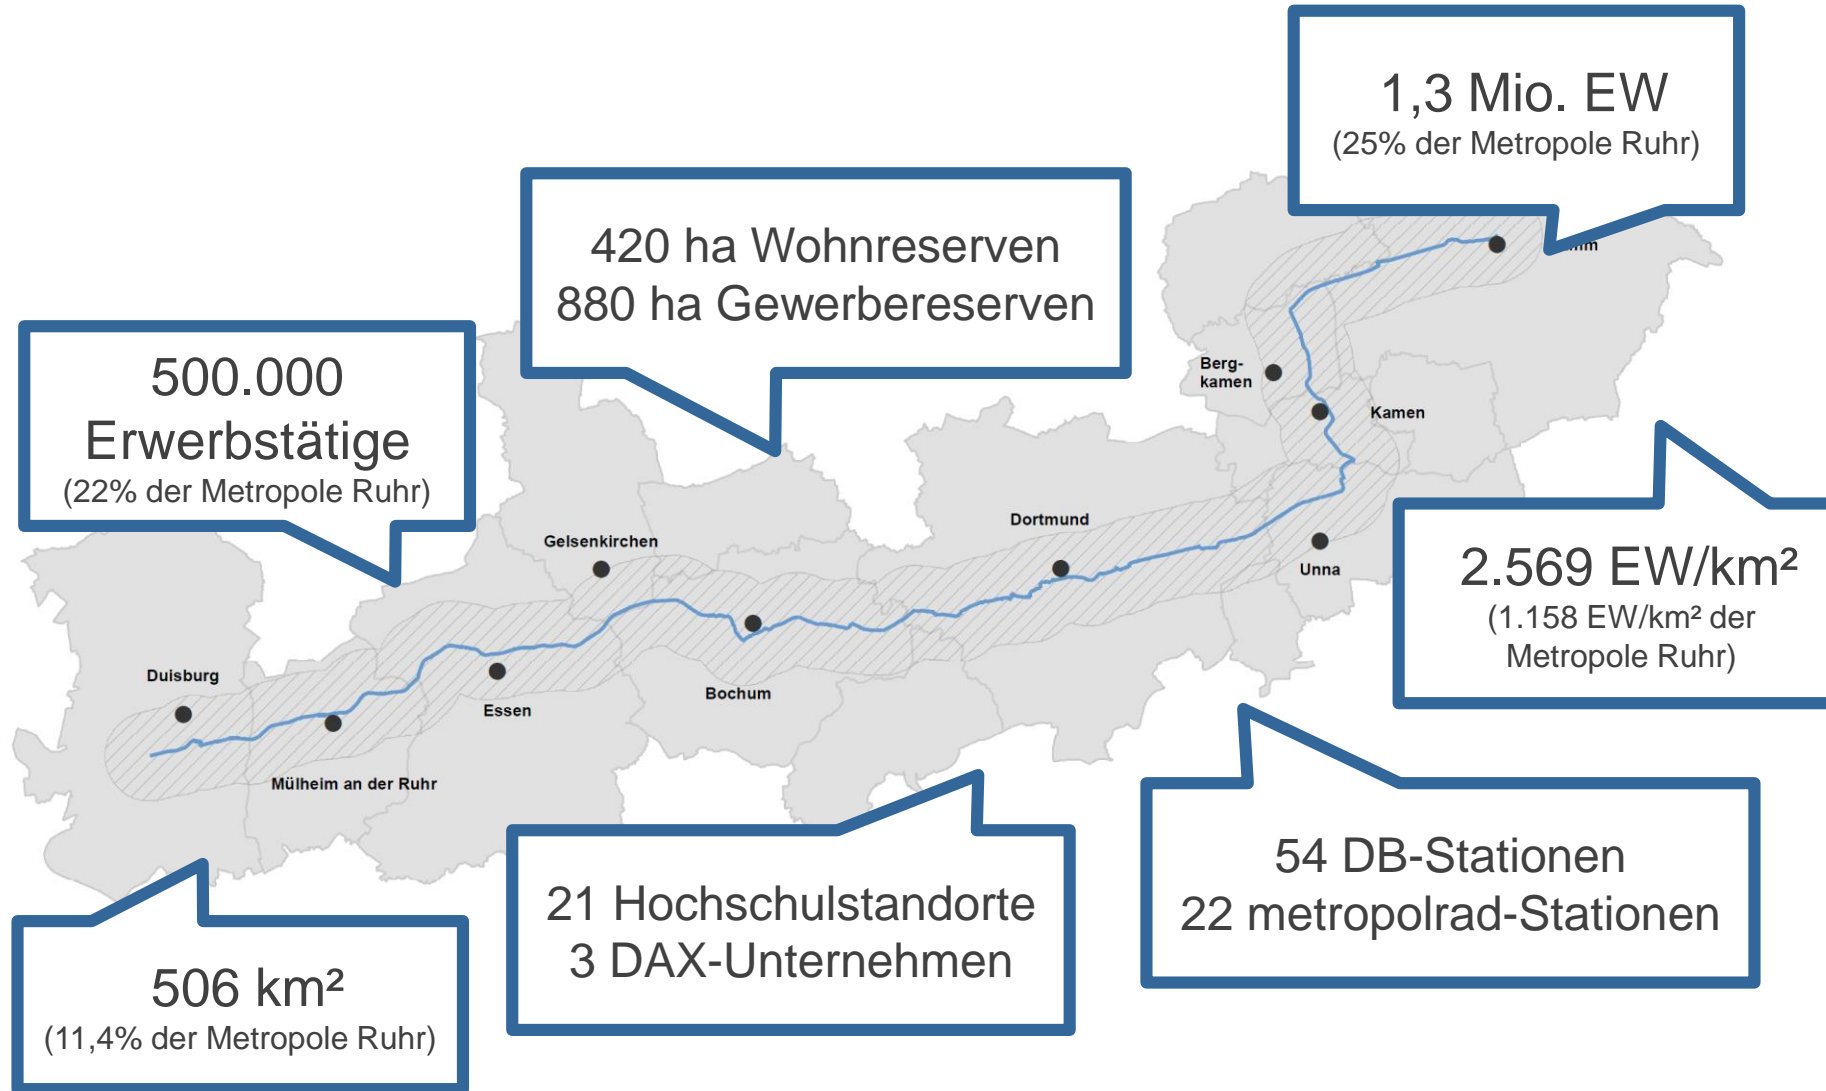 1,3 Mio. EW
(25% der Metropole Ruhr)
420 ha Wohnreserven
880 ha Gewerbereserven
500.000
Erwerbstätige
(22% der Metropole Ruhr)
Berg-
kamen
Kamen
Dortmund
Gelsenkirchen
Unna
2.569 EW/km²
(1.158 EW/km² der
Metropole Ruhr)
Duisburg
Bochum
Essen
Mülheim an der Ruhr
54 DB-Stationen
22 metropolrad-Stationen
21 Hochschulstandorte
3 DAX-Unternehmen
506 km²
(11,4% der Metropole Ruhr)